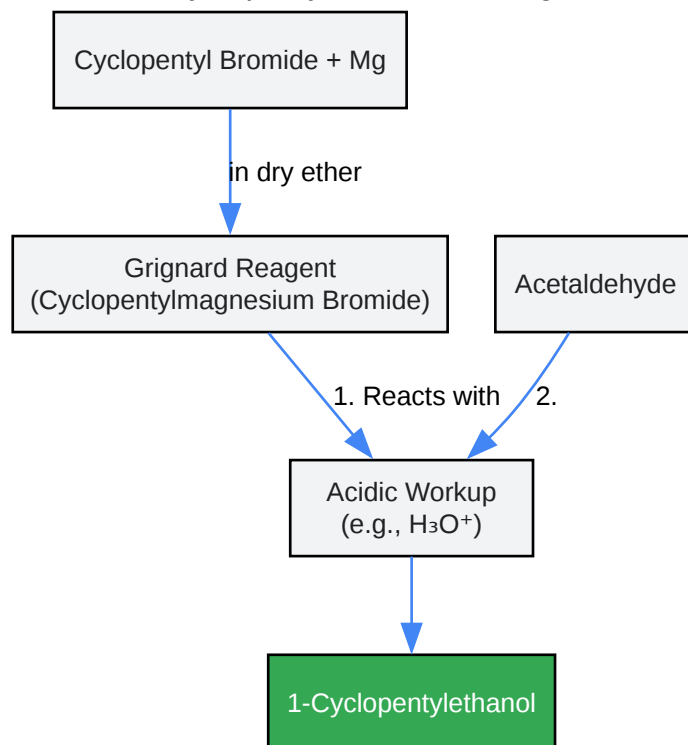 Cyclopentyl Bromide + Mg
in dry ether
Grignard Reagent
(Cyclopentylmagnesium Bromide)
Acetaldehyde
1. Reacts with
2.
Acidic Workup
(e.g., H₃O⁺)
1-Cyclopentylethanol